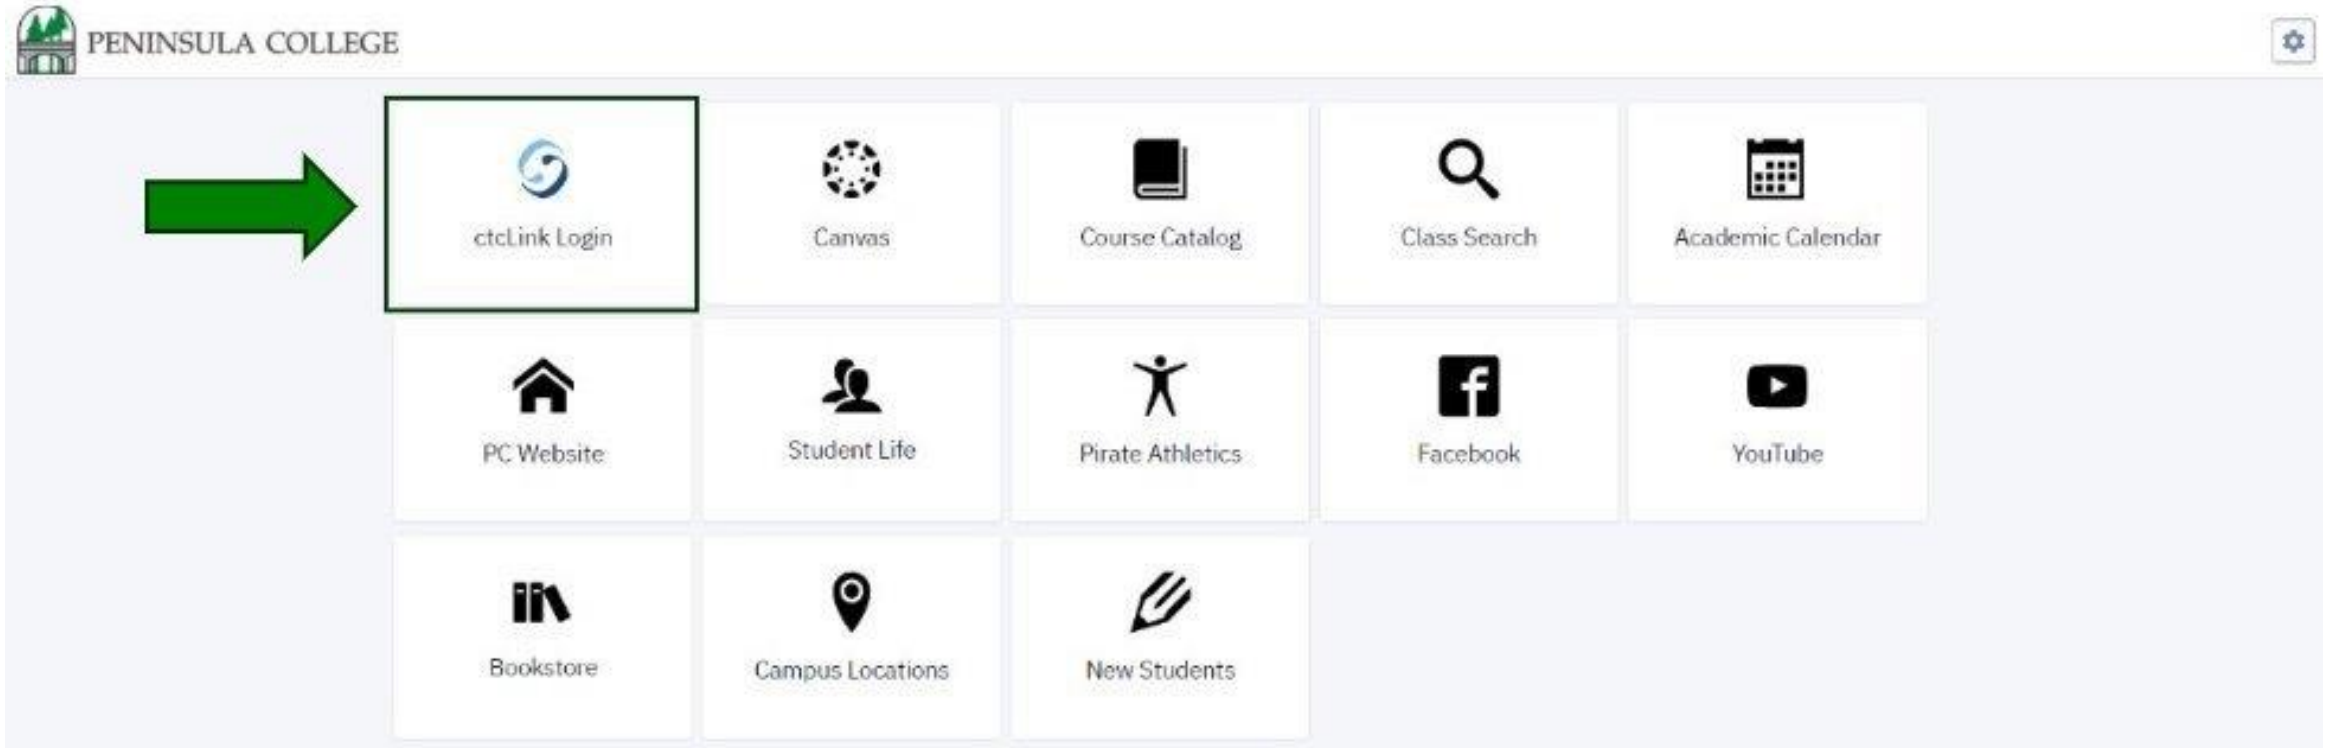 PENINSULA COLLEGE
ctcLink Login
Canvas
Course Catalog
Class Search
Academic Calendar
PC Website
Student Life
Pirate Athletics
Facebook
YouTube
Bookstore
Campus Locations
New Students